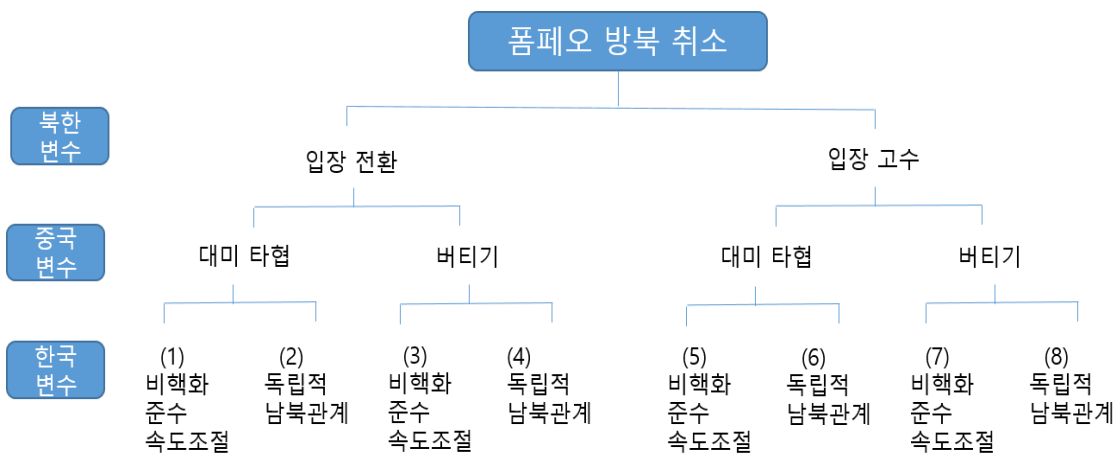 폼페오 방북 취소
북한
변수
입장 전환
입장 고수
중국
변수
대미 타협
버티기
대미 타협
버티기
한국
변수
(1)
비핵화
준수
속도조절
(2)
독립적
남북관계
(3)
비핵화
준수
속도조절
(4)
독립적
남북관계
(5)
비핵화
준수
속도조절
(6)
독립적
남북관계
(7)
비핵화
준수
속도조절
(8)
독립적
남북관계